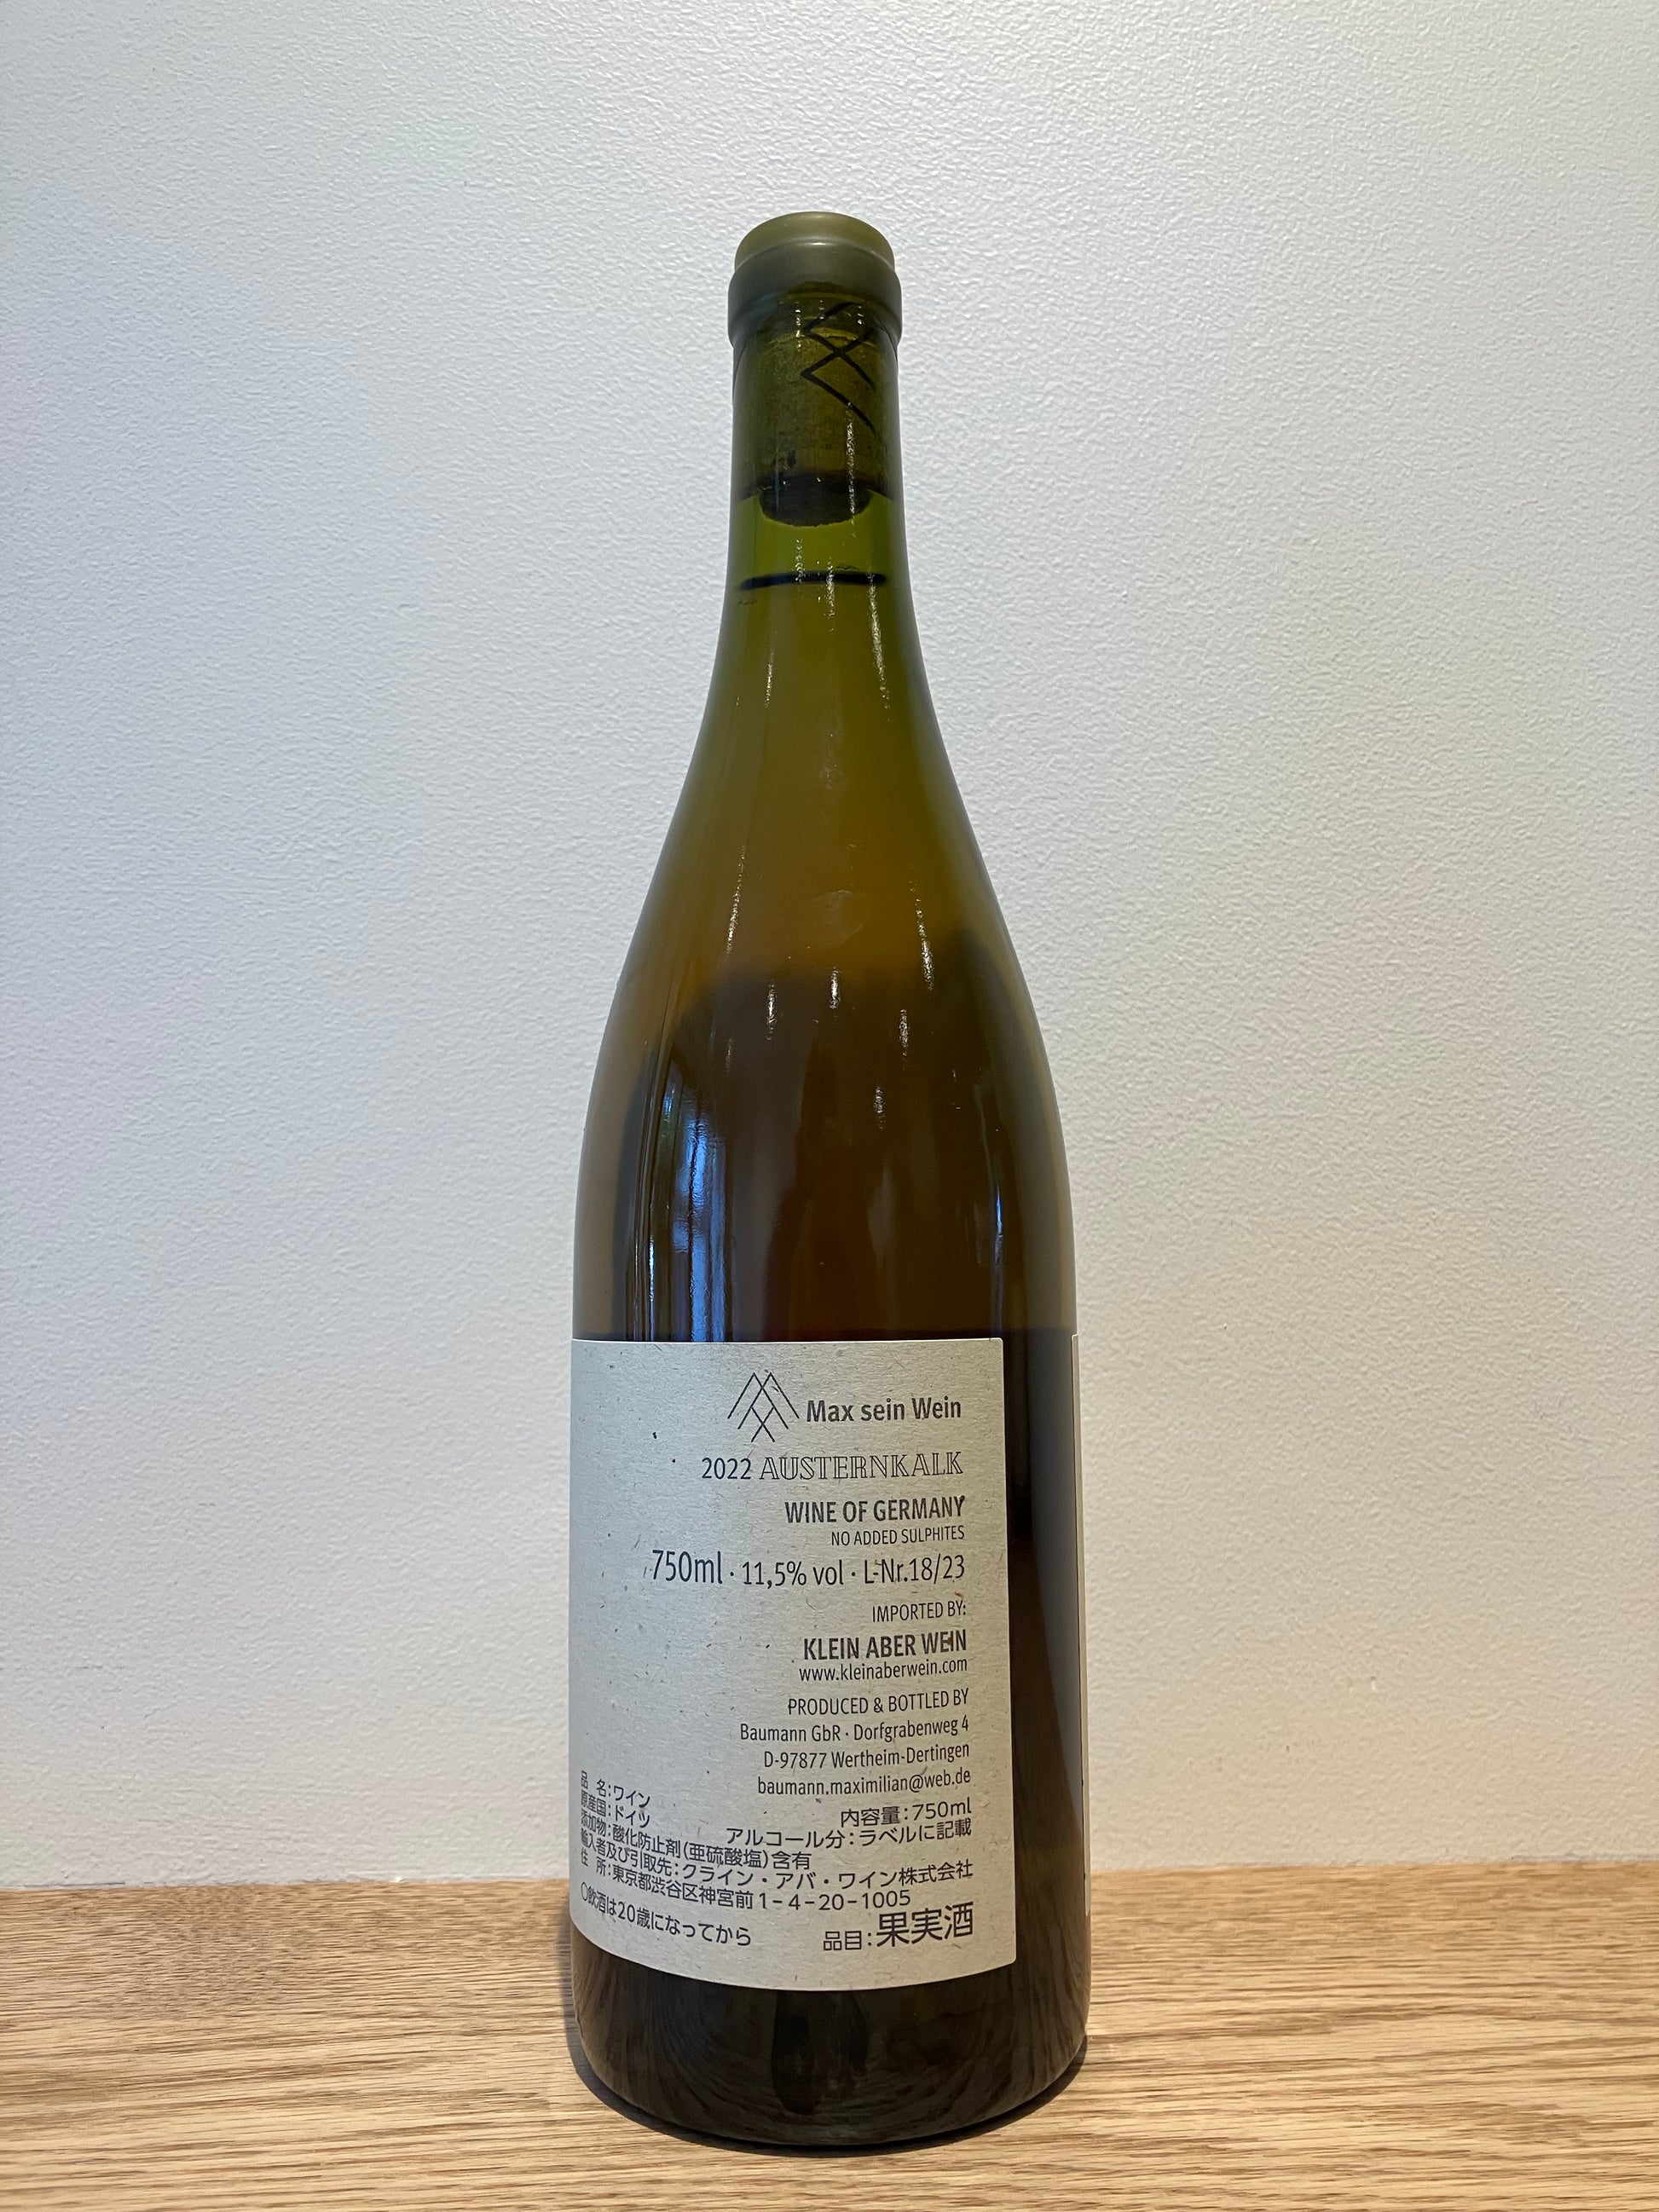 Max sein Wein
2022 AUSTERNKALK
WINE OF GERMANY
NO ADDED SULPHITES
750ml · 11,5% vol · L-Nr.18/23
IMPORTED BY:
KLEIN ABER WEIN
www.kleinaberwein.com
PRODUCED & BOTTLED BY
Baumann GbR · Dorfgrabenweg 4
D-97877 Wertheim-Dertingen
baumann.maximilian@web.de
品 名:ワイン
原産国:ドイツ 内容量:750ml
アルコール分:ラベルに記載
添加物:酸化防止剤(亜硫酸塩)含有
輸入者及び引取先:クライン・アバ・ワイン株式会社
住 所:東京都渋谷区神宮前1-4-20-1005
〇飲酒は20歳になってから 品目:果実酒